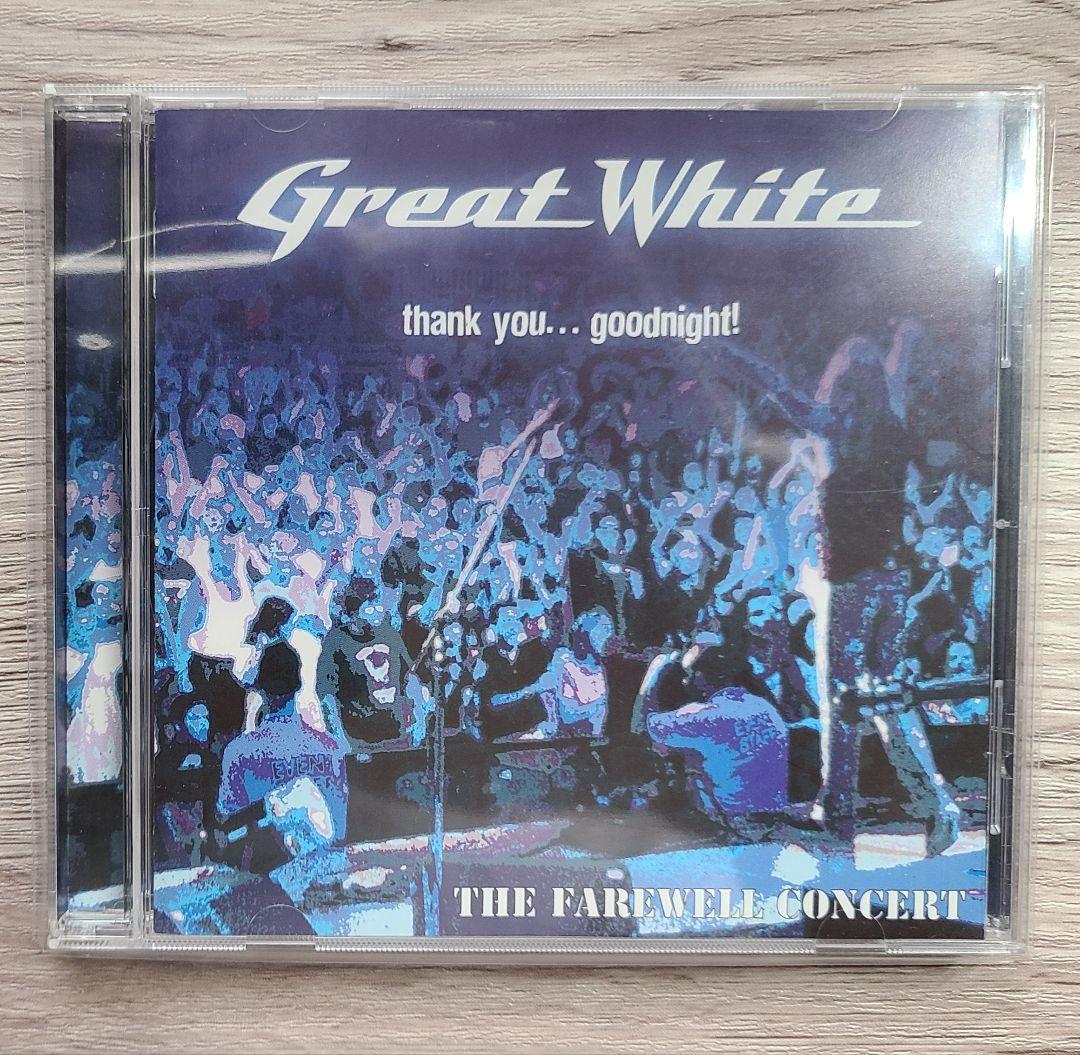 Great White
thank you... goodnight!
THE FAREWELL CONCERT